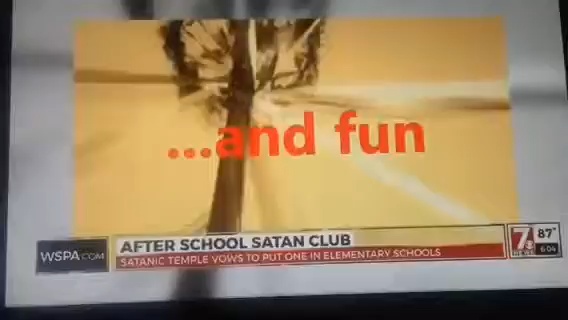 ...and fun
WSPA.COM
AFTER SCHOOL SATAN CLUB
SATANIC TEMPLE VOWS TO PUT ONE IN ELEMENTARY SCHOOLS
7
NEWS
87°
6:04